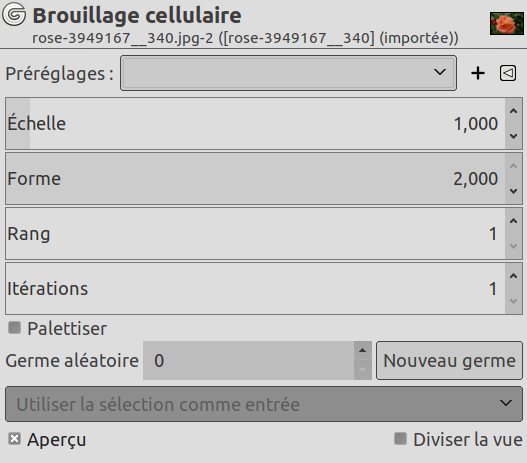 Brouillage cellulaire
rose-3949167__340.jpg-2 ([rose-3949167__340] (importée))
Préréglages :
Échelle 1,000
Forme 2,000
Rang 1
Itérations 1
Palettiser
Germe aléatoire 0 Nouveau germe
Utiliser la sélection comme entrée
Aperçu Diviser la vue